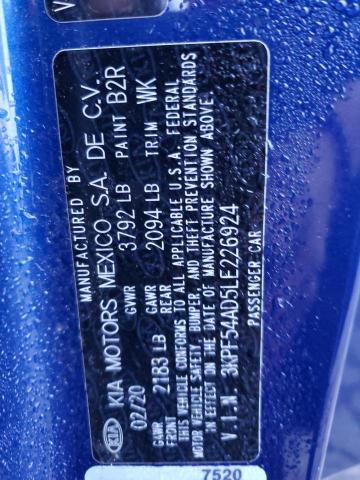 MANUFACTURED BY
KIA KIA MOTORS MEXICO S.A. DE C.V.
02/20 GVWR 3792 LB PAINT B2R
GAWR FRONT 2183 LB GAWR REAR 2094 LB TRIM WK
THIS VEHICLE CONFORMS TO ALL APPLICABLE U.S.A. FEDERAL
MOTOR VEHICLE SAFETY, BUMPER, AND THEFT PREVENTION STANDARDS
IN EFFECT ON THE DATE OF MANUFACTURE SHOWN ABOVE.
V.I.N. 3KPF54AD5LE226924
PASSENGER CAR
7520
V